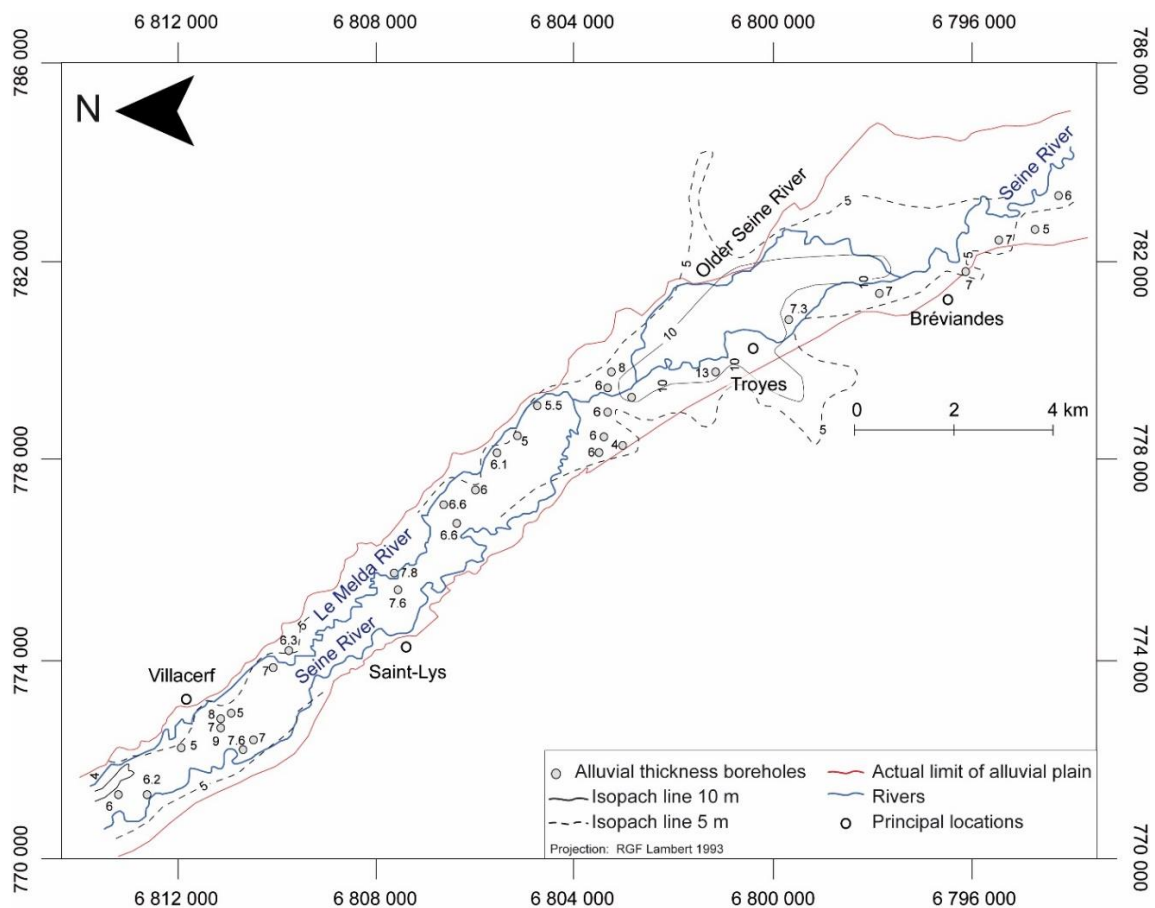 6 812 000 6 808 000 6 804 000 6 800 000 6 796 000
786 000
786 000
N
Seine River
Older Seine River
6
5
5
7
5
782 000
782 000
5
7
10
10
7
Bréviandes
7.3
8
Troyes
13
10
10
6
5.5
6
0 2 4 km
5
5
6
4
6
6.1
778 000
778 000
6
6.6
6.6
Le Melda River
7.8
7.6
5
6.3
Seine River
774 000
774 000
7
Saint-Lys
Villacerf
8
5
7
9
7.6
7
5
4
6.2
6
5
Alluvial thickness boreholes
Isopach line 10 m
Isopach line 5 m
Projection: RGF Lambert 1993
Actual limit of alluvial plain
Rivers
Principal locations
770 000
770 000
6 812 000 6 808 000 6 804 000 6 800 000 6 796 000